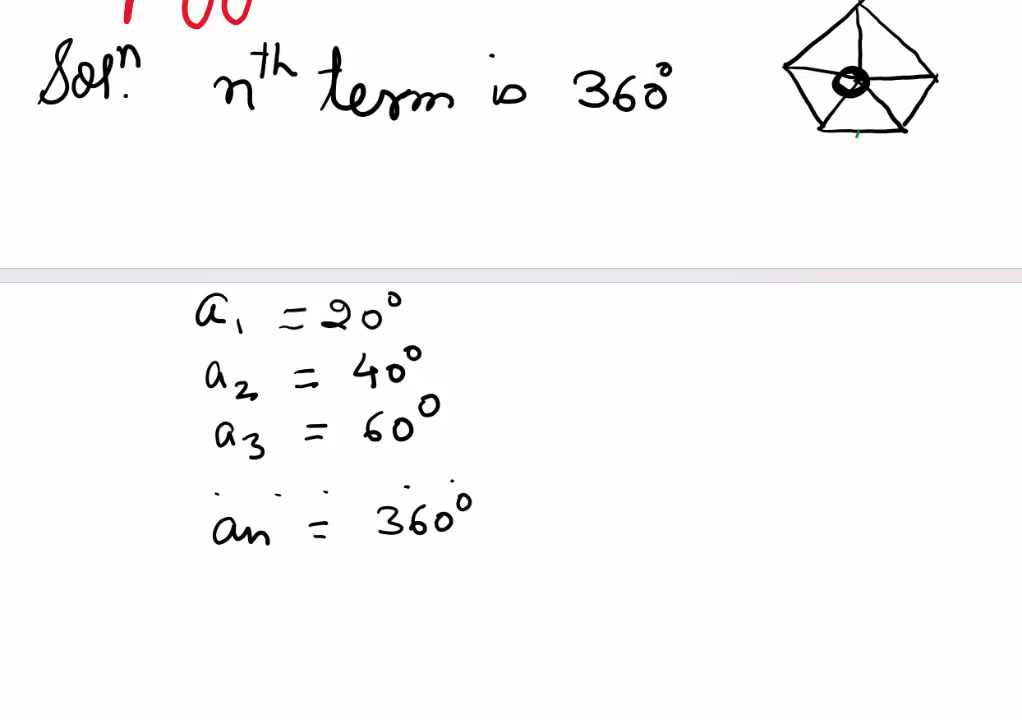 Solⁿ. nᵗʰ term is 360°
a₁ = 20°
a₂ = 40°
a₃ = 60°
. . . . .
an = 360°